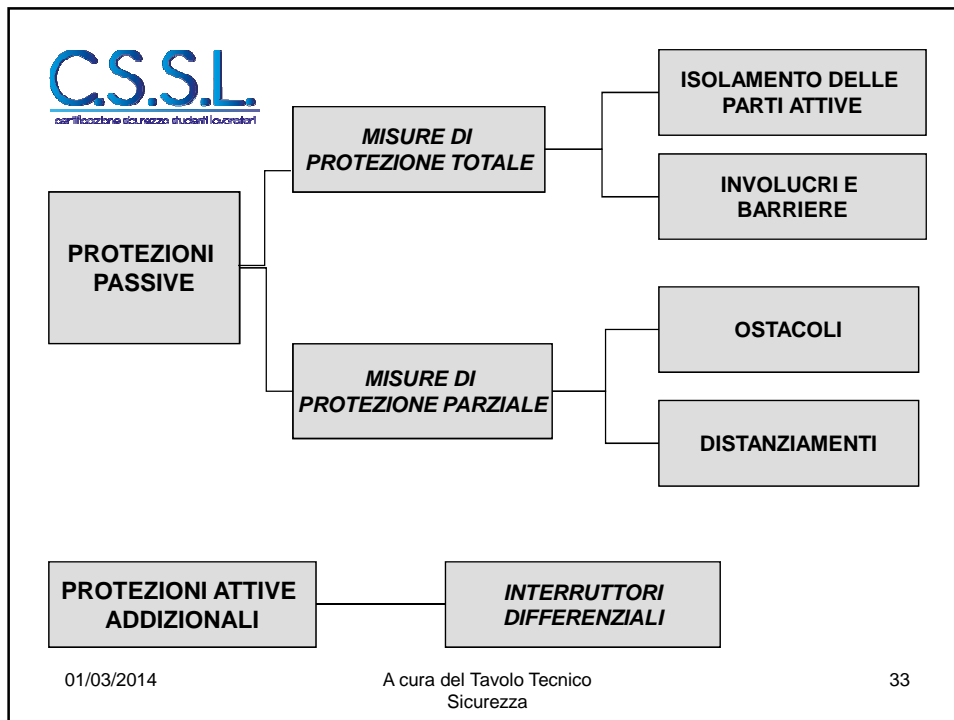 C.S.S.L.
certificazione sicurezza studenti lavoratori
PROTEZIONI
PASSIVE
MISURE DI
PROTEZIONE TOTALE
ISOLAMENTO DELLE
PARTI ATTIVE
INVOLUCRI E
BARRIERE
MISURE DI
PROTEZIONE PARZIALE
OSTACOLI
DISTANZIAMENTI
PROTEZIONI ATTIVE
ADDIZIONALI
INTERRUTTORI
DIFFERENZIALI
01/03/2014
A cura del Tavolo Tecnico
Sicurezza
33